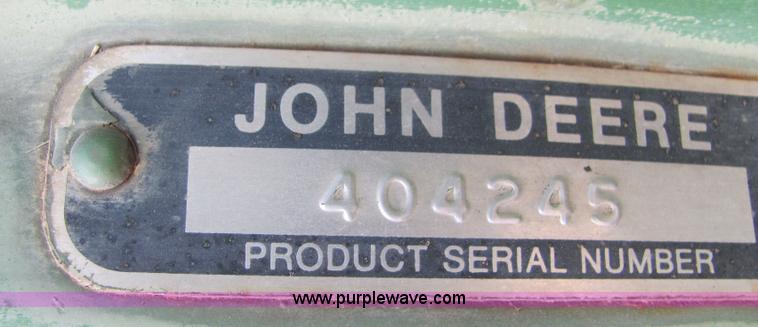 JOHN DEERE
404245
PRODUCT SERIAL NUMBER
www.purplewave.com